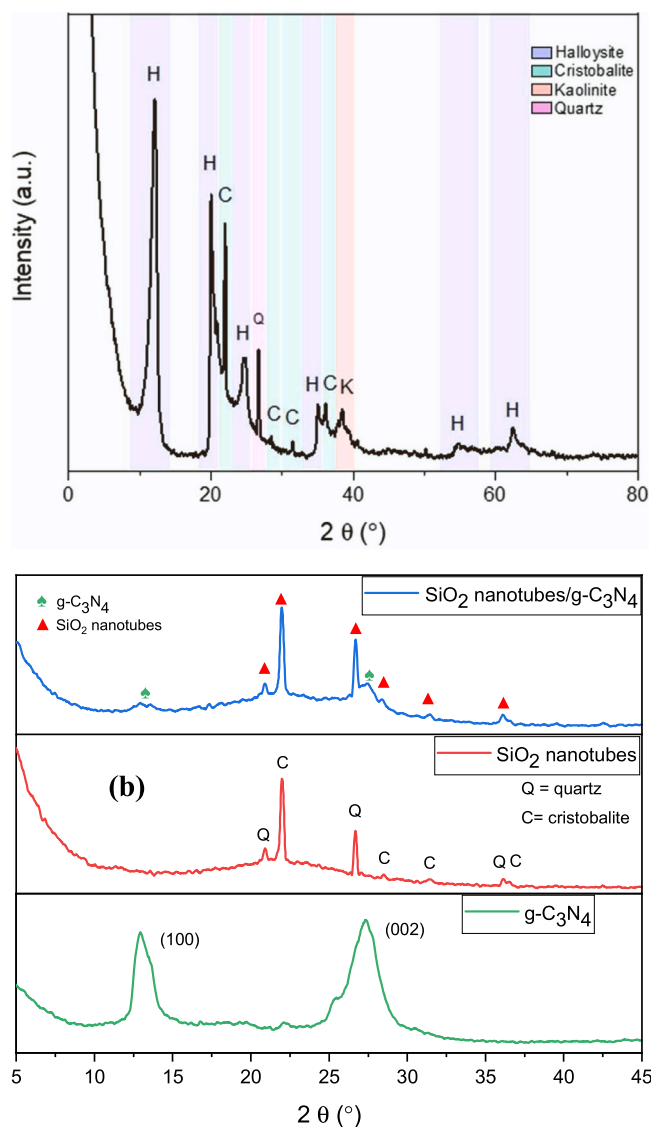 Halloysite
Cristobalite
Kaolinite
Quartz
H
H
C
H
Q
C
C
H
C
K
H
H
Intensity (a.u.)
0
20
40
60
80
2 θ (°)
♠ g-C₃N₄
▲ SiO₂ nanotubes
SiO₂ nanotubes/g-C₃N₄
SiO₂ nanotubes
(b)
Q = quartz
C= cristobalite
Q
C
Q
C
C
Q C
g-C₃N₄
(100)
(002)
5 10 15 20 25 30 35 40 45
2 θ (°)